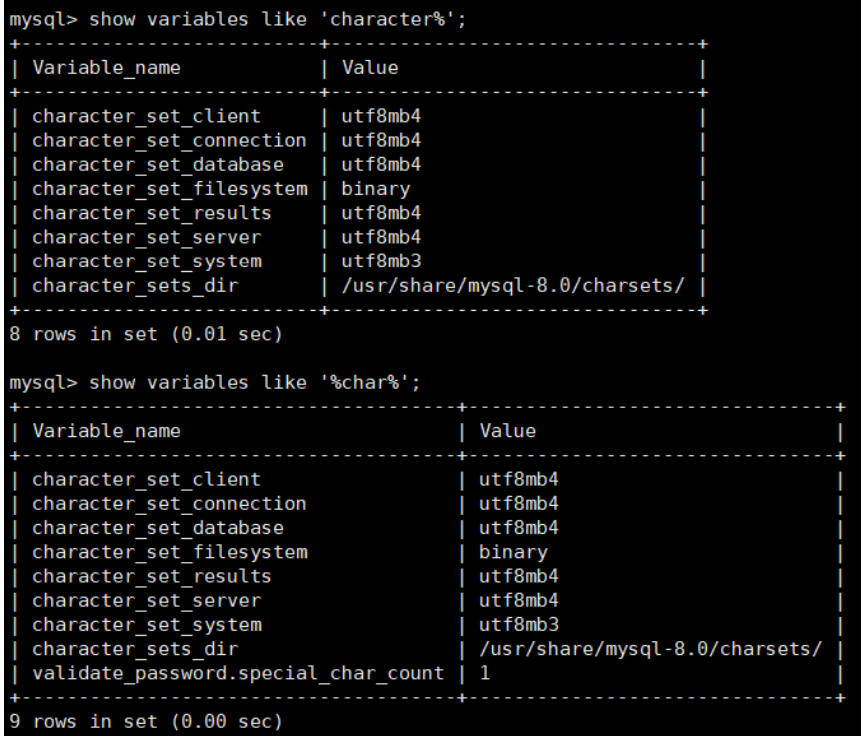 mysql> show variables like 'character%';
+--------------------------+--------------------------------+
| Variable_name            | Value                          |
+--------------------------+--------------------------------+
| character_set_client     | utf8mb4                        |
| character_set_connection | utf8mb4                        |
| character_set_database   | utf8mb4                        |
| character_set_filesystem | binary                         |
| character_set_results    | utf8mb4                        |
| character_set_server     | utf8mb4                        |
| character_set_system     | utf8mb3                        |
| character_sets_dir       | /usr/share/mysql-8.0/charsets/ |
+--------------------------+--------------------------------+
8 rows in set (0.01 sec)

mysql> show variables like '%char%';
+--------------------------------------+--------------------------------+
| Variable_name                        | Value                          |
+--------------------------------------+--------------------------------+
| character_set_client                 | utf8mb4                        |
| character_set_connection             | utf8mb4                        |
| character_set_database               | utf8mb4                        |
| character_set_filesystem             | binary                         |
| character_set_results                | utf8mb4                        |
| character_set_server                 | utf8mb4                        |
| character_set_system                 | utf8mb3                        |
| character_sets_dir                   | /usr/share/mysql-8.0/charsets/ |
| validate_password.special_char_count | 1                              |
+--------------------------------------+--------------------------------+
9 rows in set (0.00 sec)